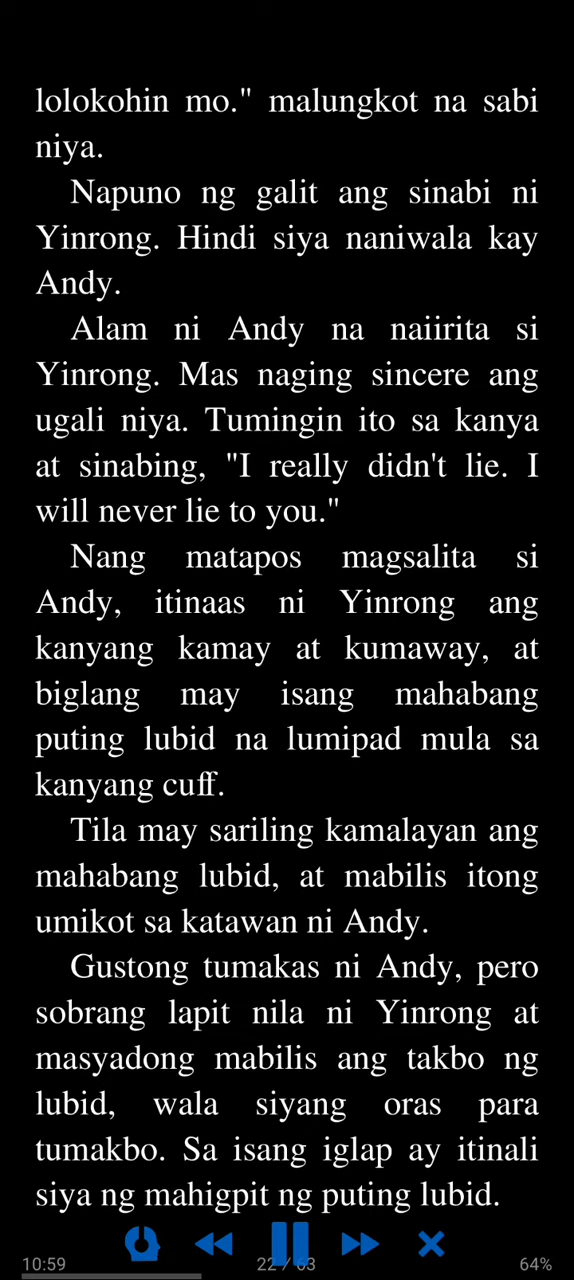 lolokohin mo." malungkot na sabi
niya.
Napuno ng galit ang sinabi ni
Yinrong. Hindi siya naniwala kay
Andy.
Alam ni Andy na naiirita si
Yinrong. Mas naging sincere ang
ugali niya. Tumingin ito sa kanya
at sinabing, "I really didn't lie. I
will never lie to you."
Nang matapos magsalita si
Andy, itinaas ni Yinrong ang
kanyang kamay at kumaway, at
biglang may isang mahabang
puting lubid na lumipad mula sa
kanyang cuff.
Tila may sariling kamalayan ang
mahabang lubid, at mabilis itong
umikot sa katawan ni Andy.
Gustong tumakas ni Andy, pero
sobrang lapit nila ni Yinrong at
masyadong mabilis ang takbo ng
lubid, wala siyang oras para
tumakbo. Sa isang iglap ay itinali
siya ng mahigpit ng puting lubid.
10:59 22 / 63 64%